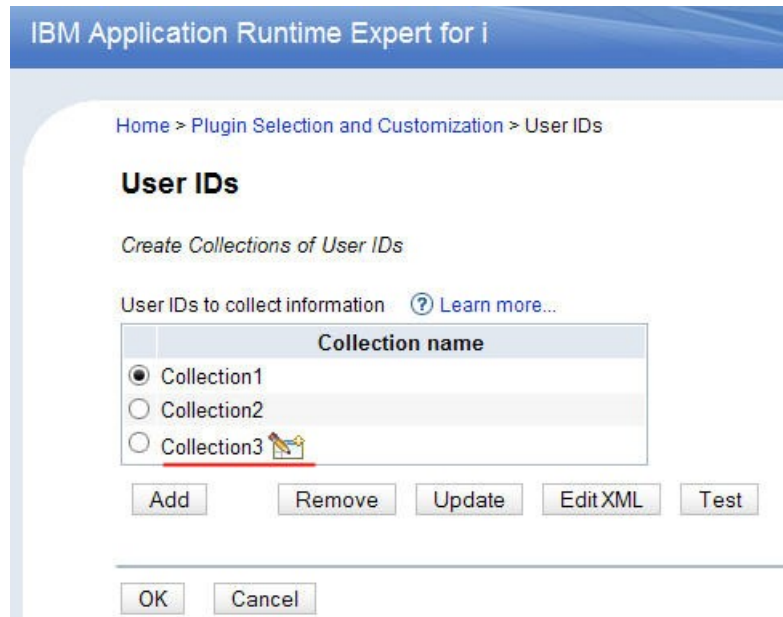 IBM Application Runtime Expert for i
Home > Plugin Selection and Customization > User IDs
User IDs
Create Collections of User IDs
User IDs to collect information ? Learn more...
Collection name
Collection1
Collection2
Collection3
Add Remove Update Edit XML Test
OK Cancel